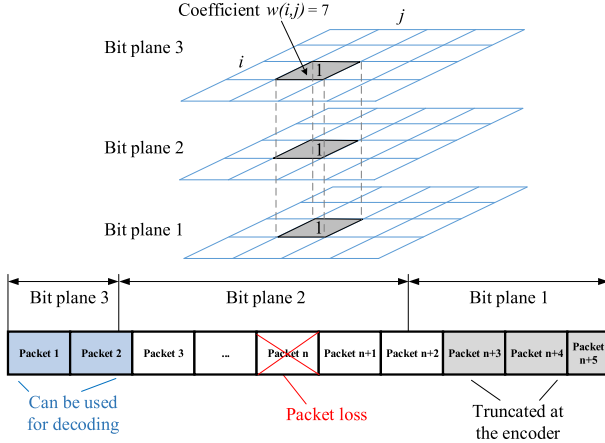 Coefficient w(i,j) = 7
j
Bit plane 3
i
1
Bit plane 2
1
Bit plane 1
1
Bit plane 3
Bit plane 2
Bit plane 1
Packet 1
Packet 2
Packet 3
...
Packet n
Packet n+1
Packet n+2
Packet n+3
Packet n+4
Packet
n+5
Can be used
for decoding
Packet loss
Truncated at
the encoder